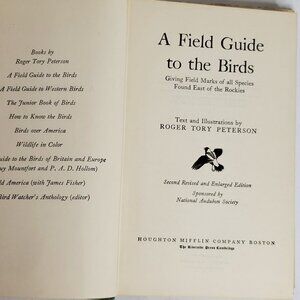 Books by
Roger Tory Peterson
A Field Guide to the Birds
A Field Guide to Western Birds
The Junior Book of Birds
How to Know the Birds
Birds over America
Wildlife in Color
Guide to the Birds of Britain and Europe
Guy Mountfort and P. A. D. Hollom)
ld America (with James Fisher)
Bird Watcher's Anthology (editor)
A Field Guide
to the Birds
Giving Field Marks of all Species
Found East of the Rockies
Text and Illustrations by
ROGER TORY PETERSON
Second Revised and Enlarged Edition
Sponsored by
National Audubon Society
HOUGHTON MIFFLIN COMPANY BOSTON
The Riverside Press Cambridge